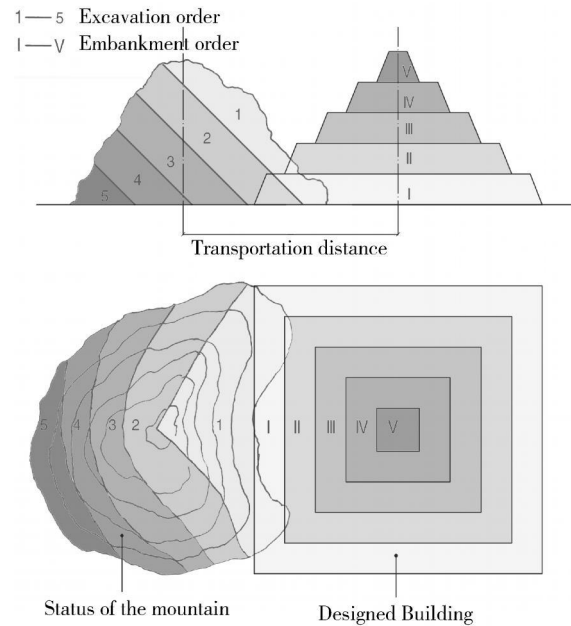 1—5 Excavation order
I—V Embankment order
V
IV
1
III
2
3
II
4
5
I
Transportation distance
5 4 3 2 1 I II III IV V
Status of the mountain
Designed Building